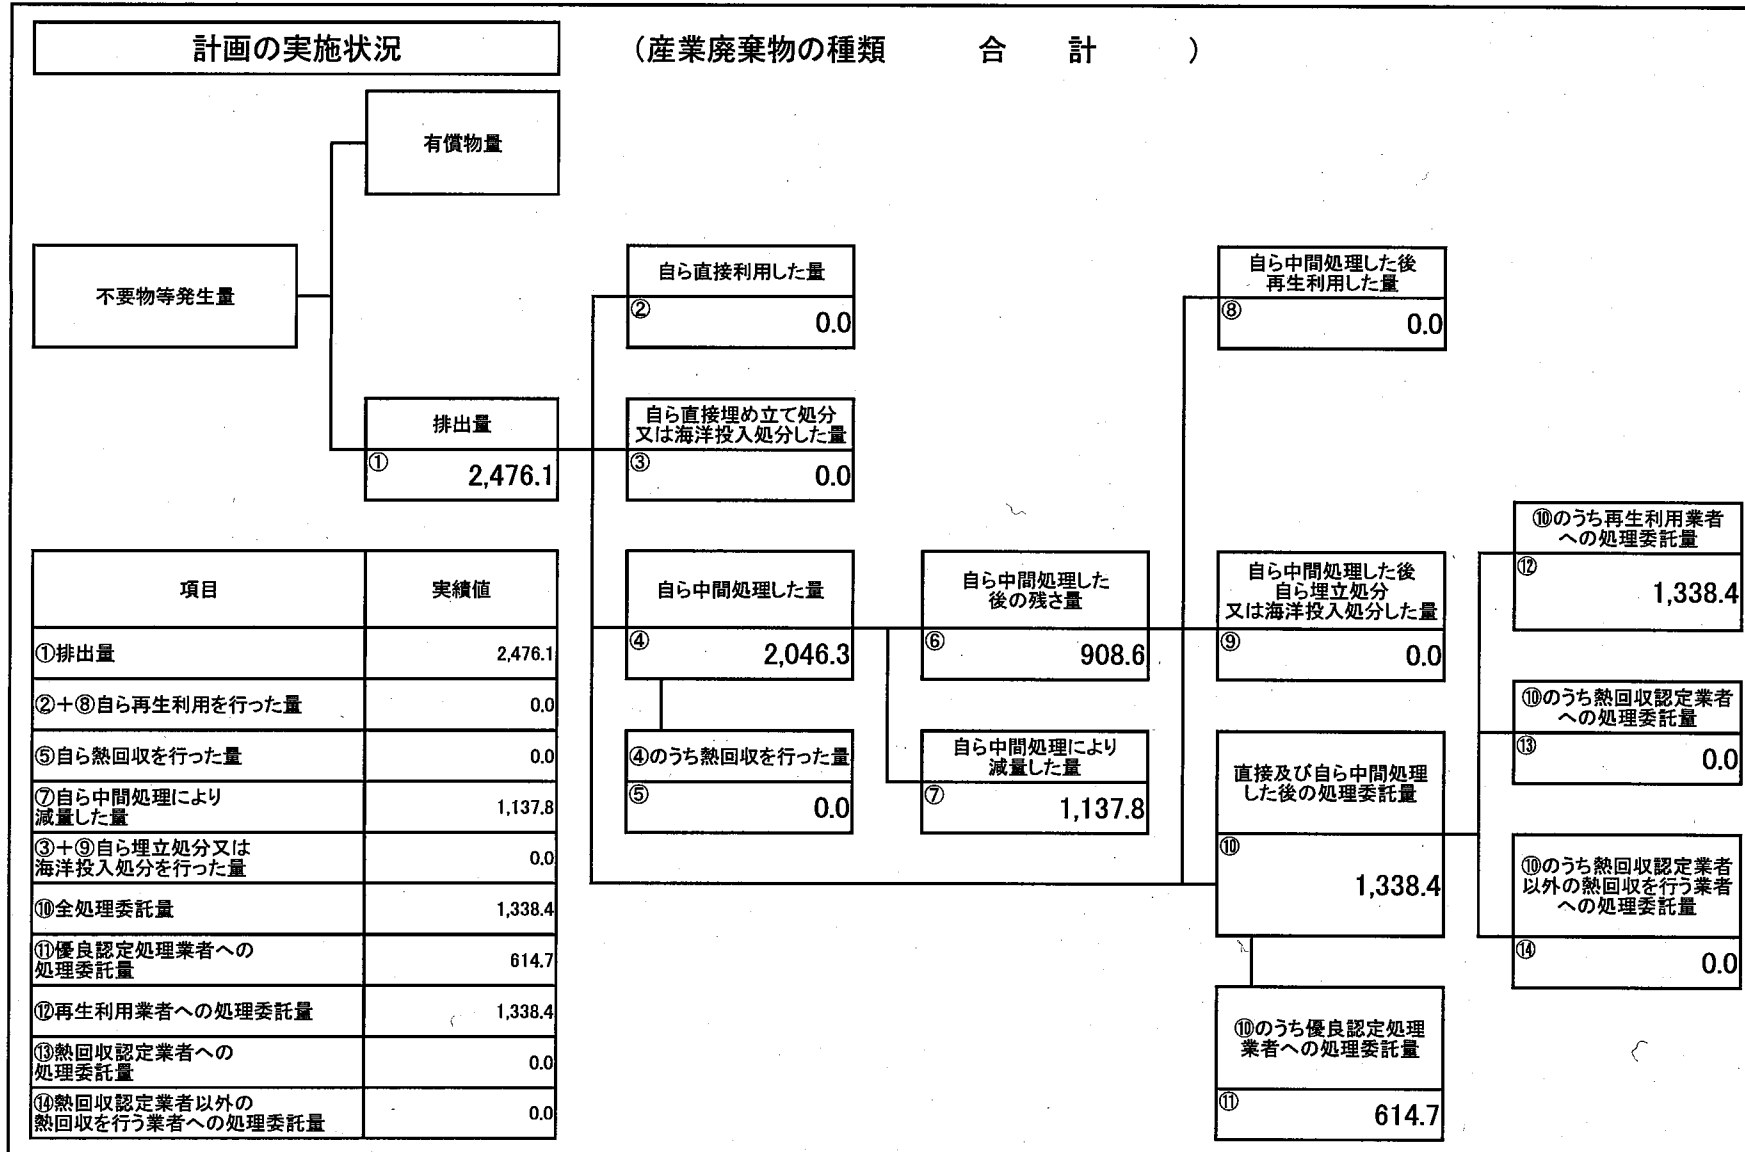 計画の実施状況
（産業廃棄物の種類　合　計　）
有償物量
不要物等発生量
排出量
① 2,476.1
自ら直接利用した量
② 0.0
自ら直接埋め立て処分
又は海洋投入処分した量
③ 0.0
自ら中間処理した量
④ 2,046.3
④のうち熱回収を行った量
⑤ 0.0
自ら中間処理した
後の残さ量
⑥ 908.6
自ら中間処理により
減量した量
⑦ 1,137.8
自ら中間処理した後
再生利用した量
⑧ 0.0
自ら中間処理した後
自ら埋立処分
又は海洋投入処分した量
⑨ 0.0
直接及び自ら中間処理
した後の処理委託量
⑩ 1,338.4
⑩のうち優良認定処理
業者への処理委託量
⑪ 614.7
⑩のうち再生利用業者
への処理委託量
⑫ 1,338.4
⑩のうち熱回収認定業者
への処理委託量
⑬ 0.0
⑩のうち熱回収認定業者
以外の熱回収を行う業者
への処理委託量
⑭ 0.0
項目 実績値
①排出量 2,476.1
②＋⑧自ら再生利用を行った量 0.0
⑤自ら熱回収を行った量 0.0
⑦自ら中間処理により
減量した量 1,137.8
③＋⑨自ら埋立処分又は
海洋投入処分を行った量 0.0
⑩全処理委託量 1,338.4
⑪優良認定処理業者への
処理委託量 614.7
⑫再生利用業者への処理委託量 1,338.4
⑬熱回収認定業者への
処理委託量 0.0
⑭熱回収認定業者以外の
熱回収を行う業者への処理委託量 0.0